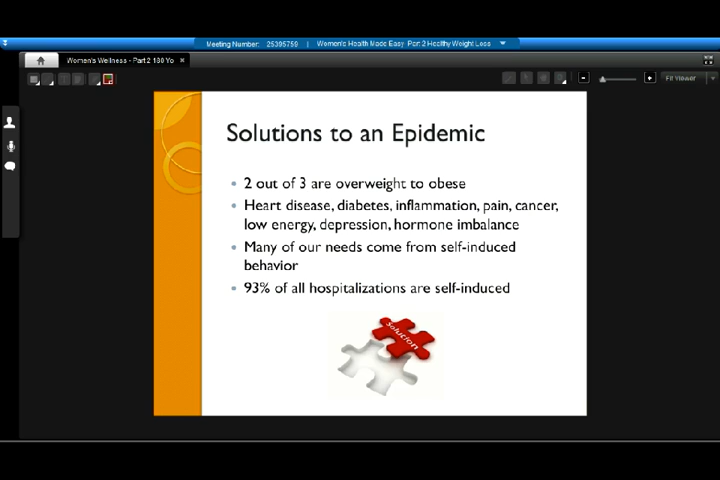 Meeting Number: 25395759 | Women's Health Made Easy Part 2 Healthy Weight Loss
Women's Wellness - Part 2 180 Yo
Fit Viewer
Solutions to an Epidemic
• 2 out of 3 are overweight to obese
• Heart disease, diabetes, inflammation, pain, cancer,
low energy, depression, hormone imbalance
• Many of our needs come from self-induced
behavior
• 93% of all hospitalizations are self-induced
Solution